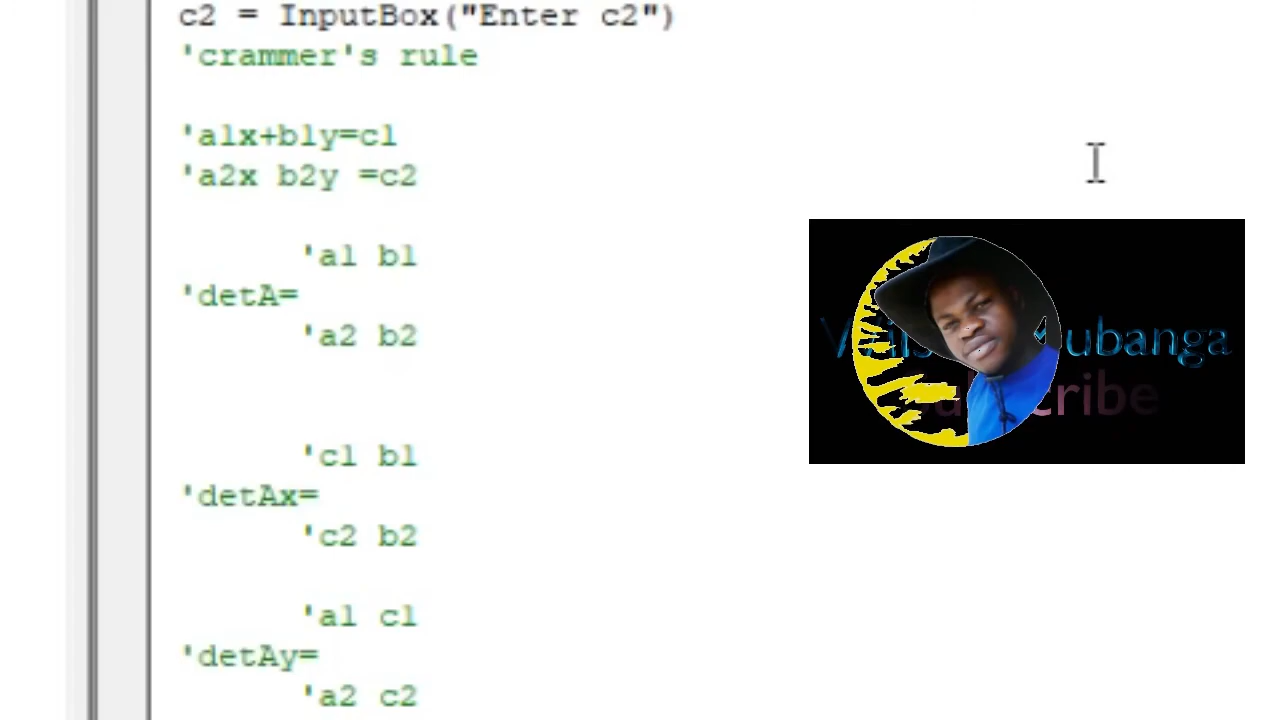 c2 = InputBox("Enter c2")
'crammer's rule
'a1x+b1y=c1
'a2x b2y =c2
'a1 b1
'detA=
'a2 b2
'c1 b1
'detAx=
'c2 b2
'a1 c1
'detAy=
'a2 c2